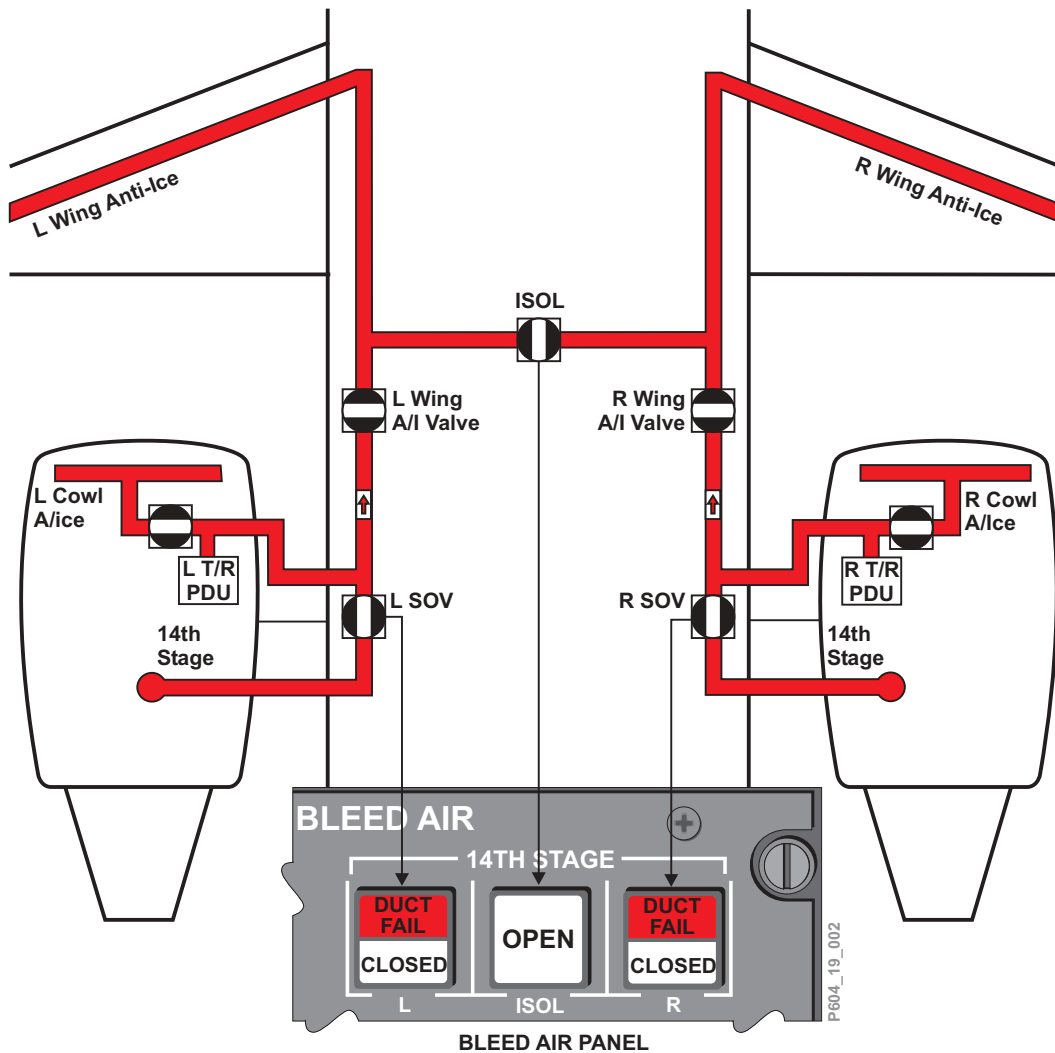 L Wing Anti-Ice
R Wing Anti-Ice
ISOL
L Wing
A/I Valve
R Wing
A/I Valve
L Cowl
A/ice
R Cowl
A/Ice
L T/R
PDU
R T/R
PDU
L SOV
R SOV
14th
Stage
14th
Stage
BLEED AIR
14TH STAGE
DUCT
FAIL
CLOSED
OPEN
DUCT
FAIL
CLOSED
L
ISOL
R
P604_19_002
BLEED AIR PANEL